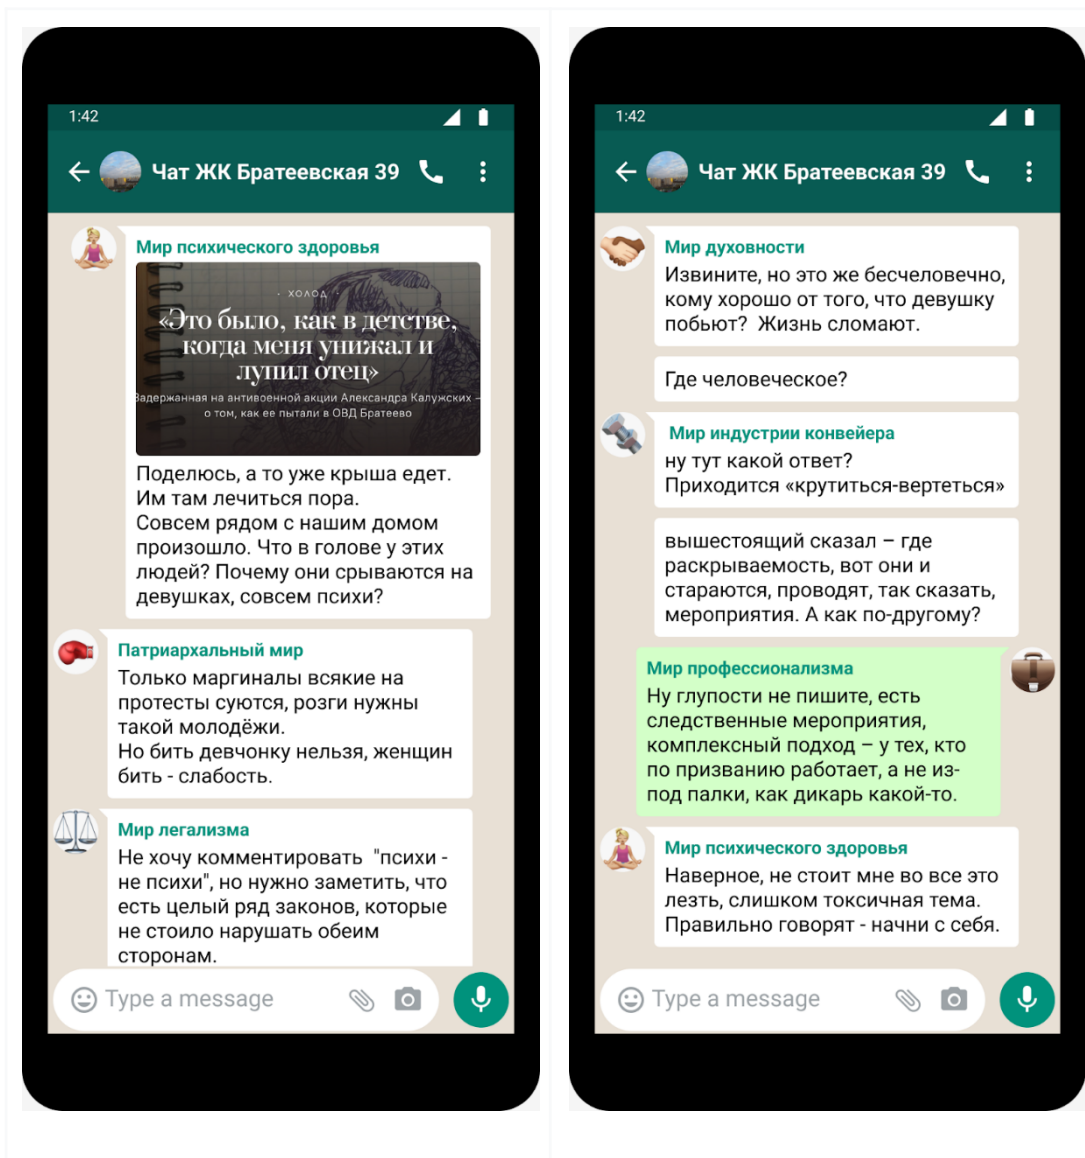 1:42
Чат ЖК Братеевская 39
Мир психического здоровья
· ХОЛОД ·
«Это было, как в детстве,
когда меня унижал и
лупил отец»
Задержанная на антивоенной акции Александра Калужских –
о том, как ее пытали в ОВД Братеево
Поделюсь, а то уже крыша едет.
Им там лечиться пора.
Совсем рядом с нашим домом
произошло. Что в голове у этих
людей? Почему они срываются на
девушках, совсем психи?
Патриархальный мир
Только маргиналы всякие на
протесты суются, розги нужны
такой молодёжи.
Но бить девчонку нельзя, женщин
бить - слабость.
Мир легализма
Не хочу комментировать "психи -
не психи", но нужно заметить, что
есть целый ряд законов, которые
не стоило нарушать обеим
сторонам.
Type a message
1:42
Чат ЖК Братеевская 39
Мир духовности
Извините, но это же бесчеловечно,
кому хорошо от того, что девушку
побьют? Жизнь сломают.
Где человеческое?
Мир индустрии конвейера
ну тут какой ответ?
Приходится «крутиться-вертеться»
вышестоящий сказал – где
раскрываемость, вот они и
стараются, проводят, так сказать,
мероприятия. А как по-другому?
Мир профессионализма
Ну глупости не пишите, есть
следственные мероприятия,
комплексный подход – у тех, кто
по призванию работает, а не из-
под палки, как дикарь какой-то.
Мир психического здоровья
Наверное, не стоит мне во все это
лезть, слишком токсичная тема.
Правильно говорят - начни с себя.
Type a message